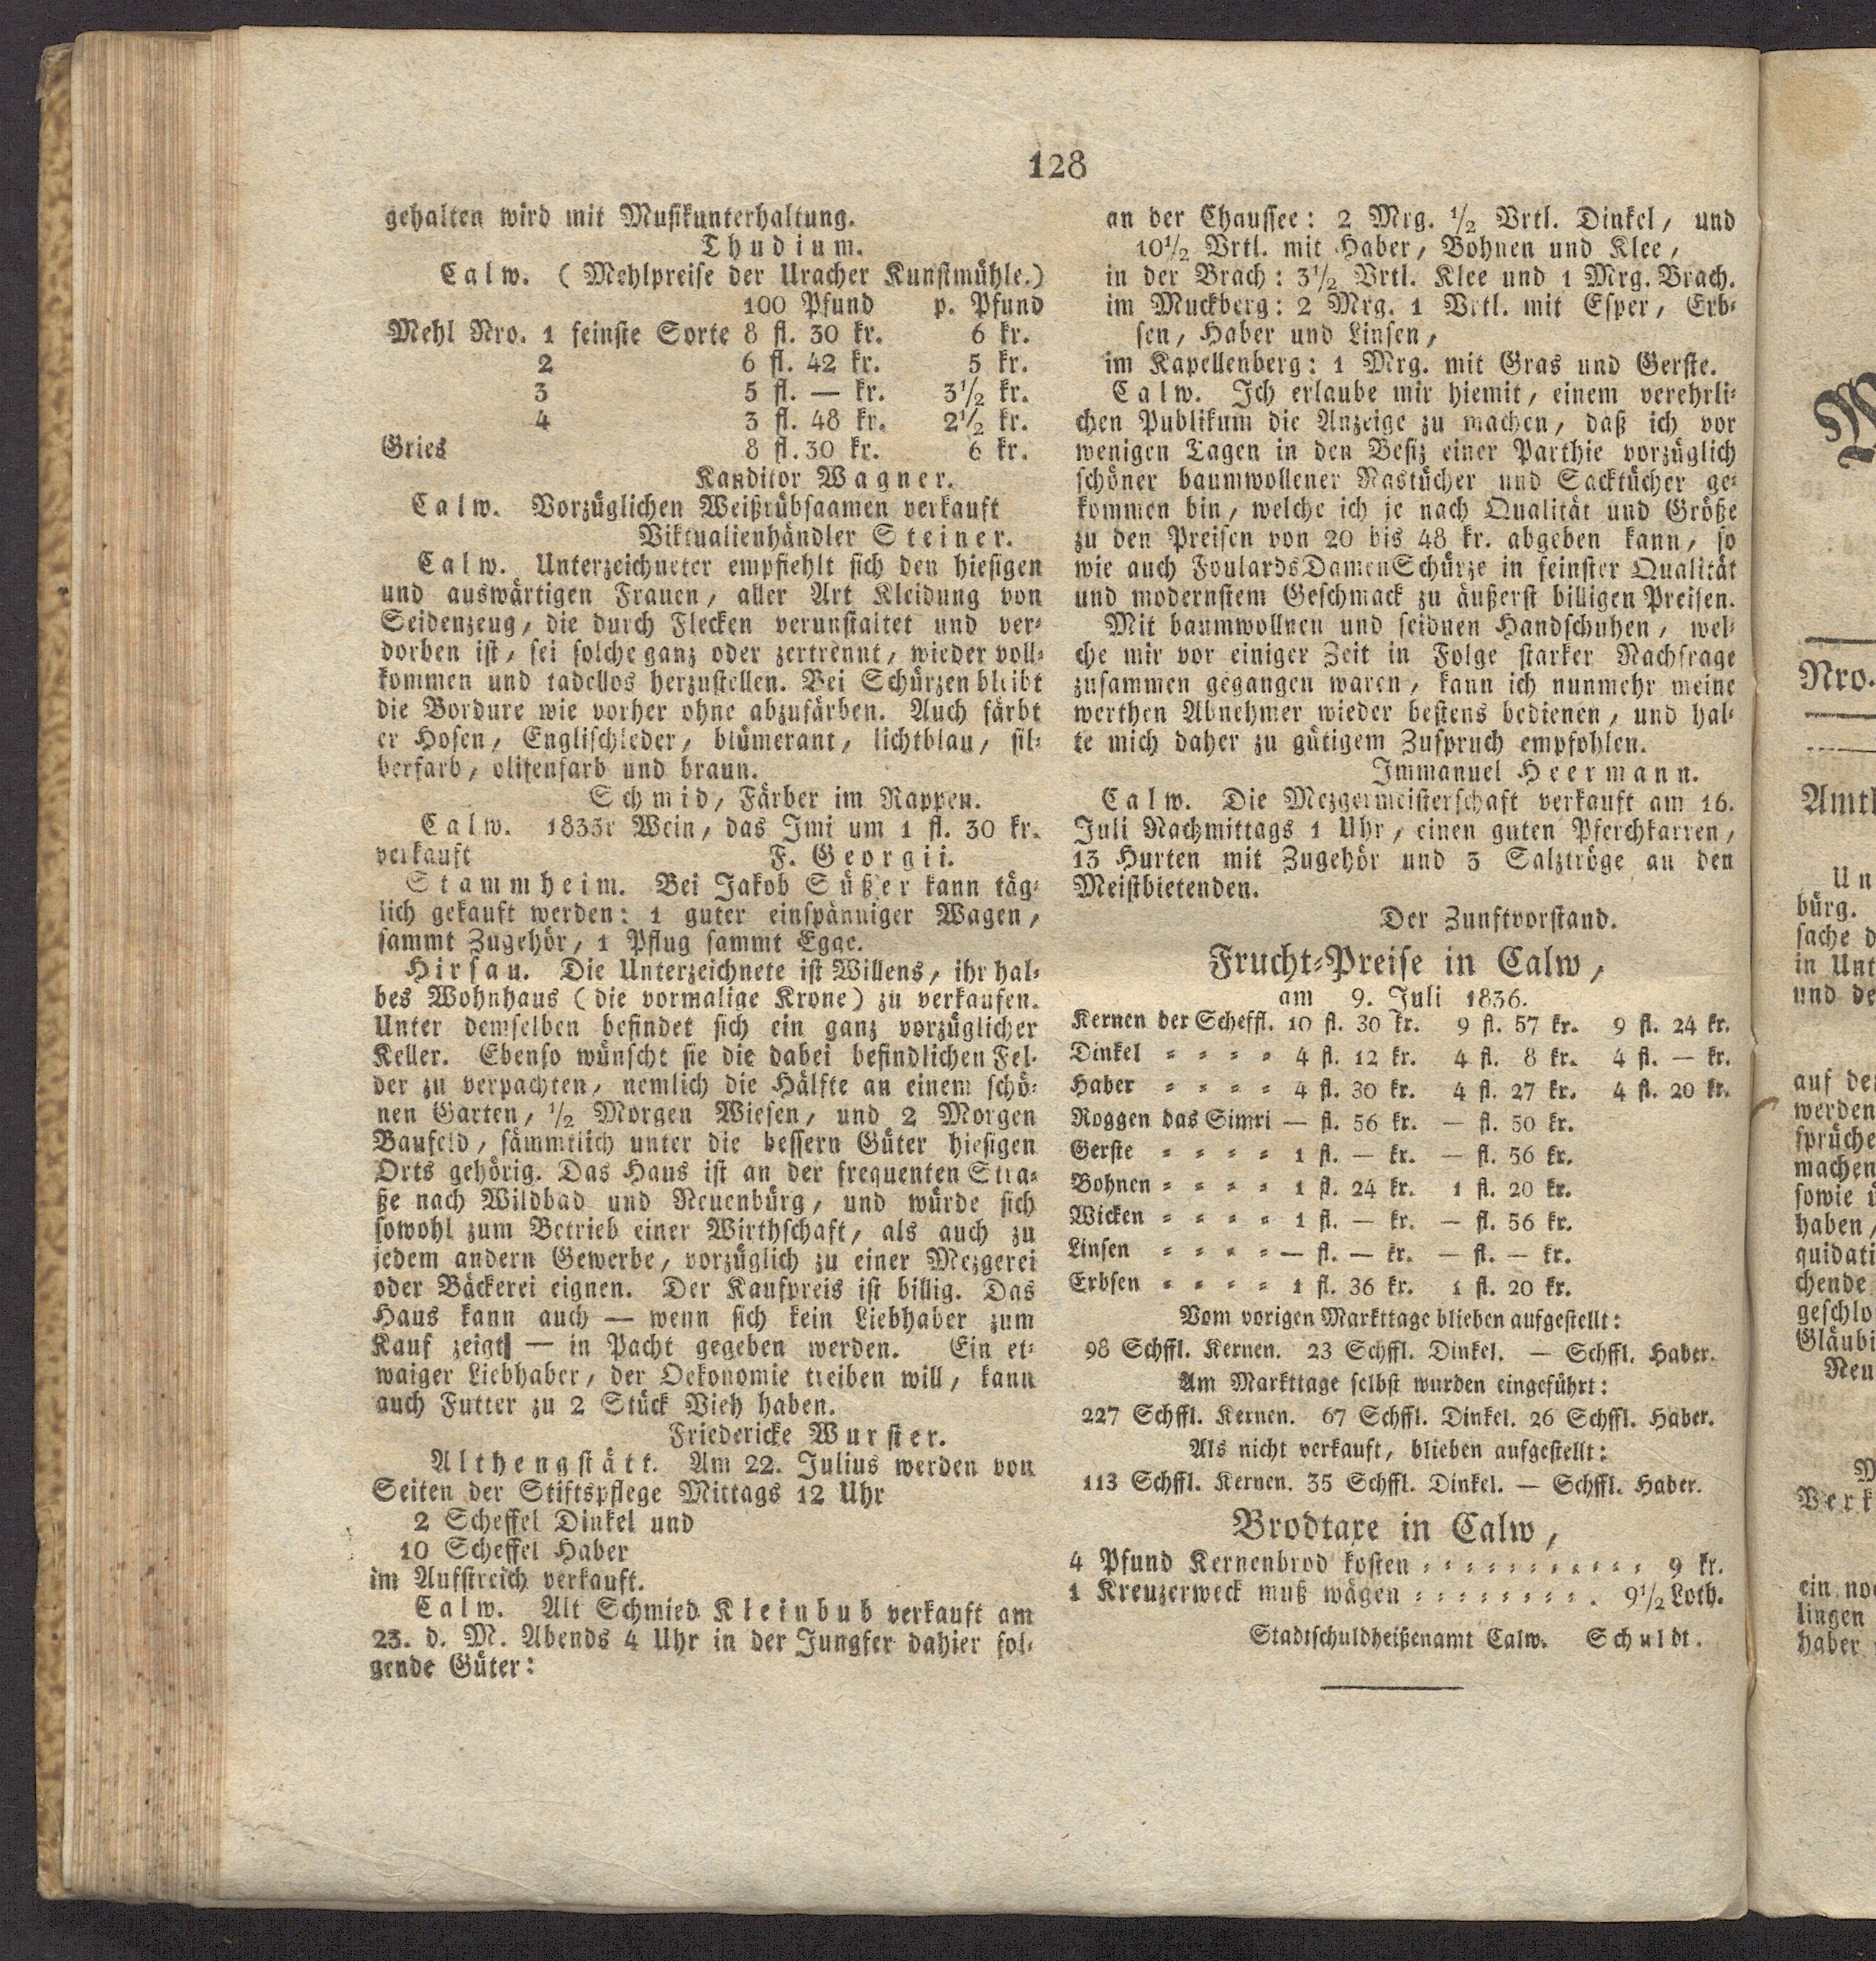 128
gehalten wird mit Musikunterhaltung.
Thudium.
Calw. (Mehlpreise der Uracher Kunstmühle.)
100 Pfund p. Pfund
Mehl Nro. 1 feinste Sorte 8 fl. 30 kr. 6 kr.
2 6 fl. 42 kr. 5 kr.
3 5 fl. — kr. 3½ kr.
4 3 fl. 48 kr. 2½ kr.
Gries 8 fl. 30 kr. 6 kr.
Kanditor Wagner.
Calw. Vorzüglichen Weißrübsaamen verkauft
Viktualienhändler Steiner.
Calw. Unterzeichneter empfiehlt sich den hiesigen
und auswärtigen Frauen, aller Art Kleidung von
Seidenzeug, die durch Flecken verunstaltet und ver-
dorben ist, sei solche ganz oder zertrennt, wieder voll-
kommen und tadellos herzustellen. Bei Schürzen bleibt
die Bordure wie vorher ohne abzufärben. Auch färbt
er Hosen, Englischleder, blümerant, lichtblau, sil-
berfarb, olifenfarb und braun.
Schmid, Färber im Rappen.
Calw. 1835r Wein, das Imi um 1 fl. 30 kr.
verkauft F. Georgii.
Stammheim. Bei Jakob Süßer kann täg-
lich gekauft werden: 1 guter einspänniger Wagen,
sammt Zugehör, 1 Pflug sammt Egge.
Hirsau. Die Unterzeichnete ist Willens, ihr hal-
bes Wohnhaus (die vormalige Krone) zu verkaufen.
Unter demselben befindet sich ein ganz vorzüglicher
Keller. Ebenso wünscht sie die dabei befindlichen Fel-
der zu verpachten, nemlich die Hälfte an einem schö-
nen Garten, ½ Morgen Wiesen, und 2 Morgen
Baufeld, sämmtlich unter die bessern Güter hiesigen
Orts gehörig. Das Haus ist an der frequenten Stra-
ße nach Wildbad und Neuenbürg, und würde sich
sowohl zum Betrieb einer Wirthschaft, als auch zu
jedem andern Gewerbe, vorzüglich zu einer Mezgerei
oder Bäckerei eignen. Der Kaufpreis ist billig. Das
Haus kann auch — wenn sich kein Liebhaber zum
Kauf zeigt — in Pacht gegeben werden. Ein et-
waiger Liebhaber, der Oekonomie treiben will, kann
auch Futter zu 2 Stück Vieh haben.
Friedericke Wurster.
Althengstätt. Am 22. Julius werden von
Seiten der Stiftspflege Mittags 12 Uhr
2 Scheffel Dinkel und
10 Scheffel Haber
im Aufstreich verkauft.
Calw. Alt Schmied Kleinbub verkauft am
23. d. M. Abends 4 Uhr in der Jungfer dahier fol-
gende Güter:
an der Chaussee: 2 Mrg. ½ Vrtl. Dinkel, und
10½ Vrtl. mit Haber, Bohnen und Klee,
in der Brach: 3½ Vrtl. Klee und 1 Mrg. Brach.
im Muckberg: 2 Mrg. 1 Vrtl. mit Esper, Erb-
sen, Haber und Linsen,
im Kapellenberg: 1 Mrg. mit Gras und Gerste.
Calw. Ich erlaube mir hiemit, einem verehrli-
chen Publikum die Anzeige zu machen, daß ich vor
wenigen Tagen in den Besiz einer Parthie vorzüglich
schöner baumwollener Nastücher und Sacktücher ge-
kommen bin, welche ich je nach Qualität und Größe
zu den Preisen von 20 bis 48 kr. abgeben kann, so
wie auch FoulardsDamenSchürze in feinster Qualität
und modernstem Geschmack zu äußerst billigen Preisen.
Mit baumwollnen und seidnen Handschuhen, wel-
che mir vor einiger Zeit in Folge starker Nachfrage
zusammen gegangen waren, kann ich nunmehr meine
werthen Abnehmer wieder bestens bedienen, und hal-
te mich daher zu gütigem Zuspruch empfohlen.
Immanuel Heermann.
Calw. Die Mezgermeisterschaft verkauft am 16.
Juli Nachmittags 1 Uhr, einen guten Pferchkarren,
13 Hurten mit Zugehör und 3 Salztröge an den
Meistbietenden.
Der Zunftvorstand.
Frucht-Preise in Calw,
am 9. Juli 1836.
Kernen der Scheffl. 10 fl. 30 kr. 9 fl. 57 kr. 9 fl. 24 kr.
Dinkel = = = = 4 fl. 12 kr. 4 fl. 8 kr. 4 fl. — kr.
Haber = = = = 4 fl. 30 kr. 4 fl. 27 kr. 4 fl. 20 kr.
Roggen das Simri — fl. 56 kr. — fl. 50 kr.
Gerste = = = = 1 fl. — kr. — fl. 56 kr.
Bohnen = = = = 1 fl. 24 kr. 1 fl. 20 kr.
Wicken = = = = 1 fl. — kr. — fl. 56 kr.
Linsen = = = = — fl. — kr. — fl. — kr.
Erbsen = = = = 1 fl. 36 kr. 1 fl. 20 kr.
Vom vorigen Markttage blieben aufgestellt:
98 Schffl. Kernen. 23 Schffl. Dinkel. — Schffl. Haber.
Am Markttage selbst wurden eingeführt:
227 Schffl. Kernen. 67 Schffl. Dinkel. 26 Schffl. Haber.
Als nicht verkauft, blieben aufgestellt:
113 Schffl. Kernen. 35 Schffl. Dinkel. — Schffl. Haber.
Brodtaxe in Calw,
4 Pfund Kernenbrod kosten = = = = = = = = = = = 9 kr.
1 Kreuzerweck muß wägen = = = = = = = = . 9½ Loth.
Stadtschuldheißenamt Calw. Schuldt.
Nro.
Amtl
Un
bürg.
sache d
in Unt
und de
auf de
werden
sprüche
machen
sowie
haben,
quidati
chende
geschlo
Gläubi
Neu
Verk
ein no
lingen
haber